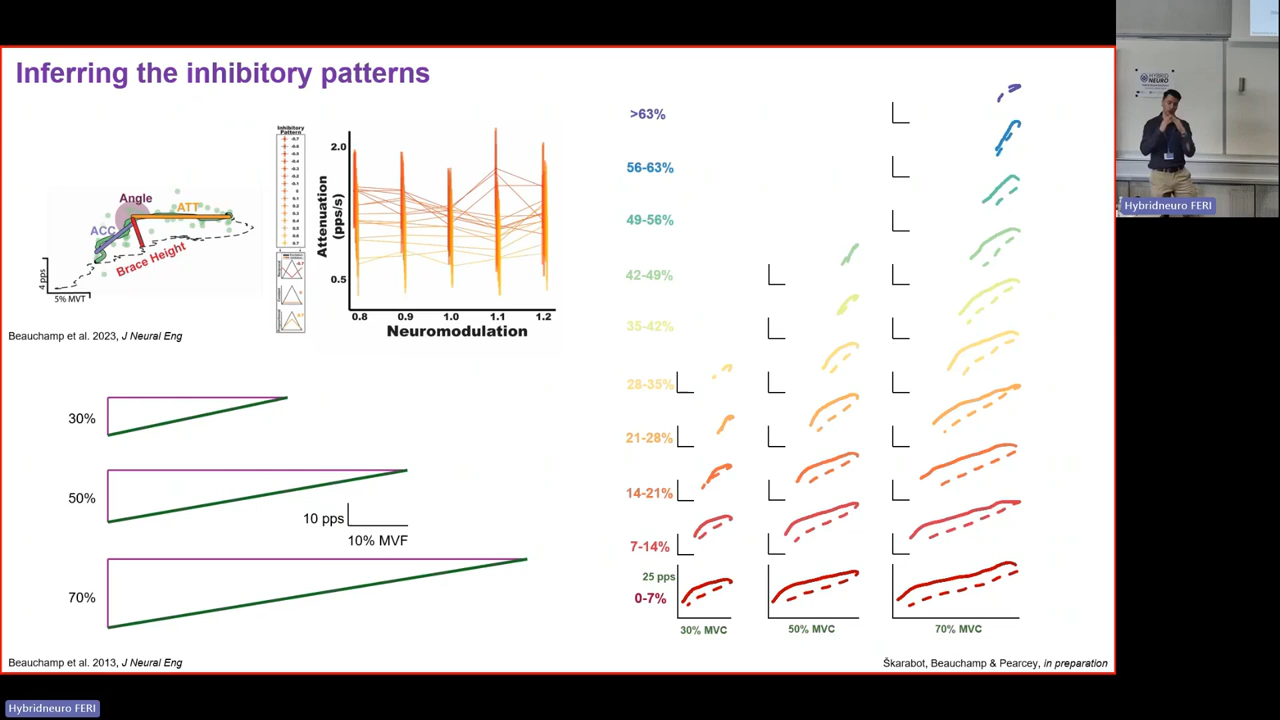 Inferring the inhibitory patterns
Angle
ATT
ACC
Brace Height
4 pps
5% MVT
Inhibitory
Pattern
2.0
Attenuation
(pps/s)
0.5
0.8 0.9 1.0 1.1 1.2
Neuromodulation
Beauchamp et al. 2023, J Neural Eng
30%
50%
10 pps
10% MVF
70%
Beauchamp et al. 2013, J Neural Eng
>63%
56-63%
49-56%
42-49%
35-42%
28-35%
21-28%
14-21%
7-14%
25 pps
0-7%
30% MVC
50% MVC
70% MVC
Škarabot, Beauchamp & Pearcey, in preparation
HYBRID
NEURO
Hybridneuro FERI
Hybridneuro FERI